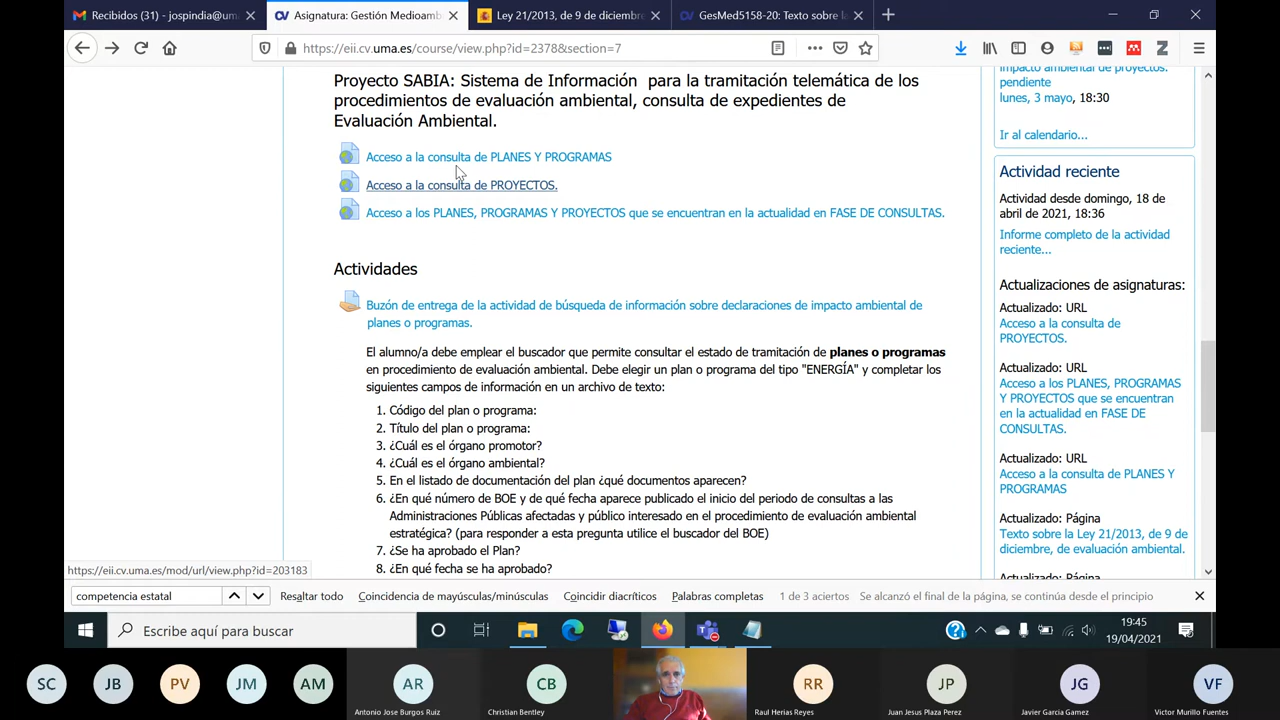 Recibidos (31) - jospindia@um
Asignatura: Gestión Medioamb
Ley 21/2013, de 9 de diciembre
GesMed5158-20: Texto sobre la
https://eii.cv.uma.es/course/view.php?id=2378&section=7
Proyecto SABIA: Sistema de Información para la tramitación telemática de los
procedimientos de evaluación ambiental, consulta de expedientes de
Evaluación Ambiental.
Acceso a la consulta de PLANES Y PROGRAMAS
Acceso a la consulta de PROYECTOS.
Acceso a los PLANES, PROGRAMAS Y PROYECTOS que se encuentran en la actualidad en FASE DE CONSULTAS.
Actividades
Buzón de entrega de la actividad de búsqueda de información sobre declaraciones de impacto ambiental de
planes o programas.
El alumno/a debe emplear el buscador que permite consultar el estado de tramitación de planes o programas
en procedimiento de evaluación ambiental. Debe elegir un plan o programa del tipo "ENERGÍA" y completar los
siguientes campos de información en un archivo de texto:
1. Código del plan o programa:
2. Título del plan o programa:
3. ¿Cuál es el órgano promotor?
4. ¿Cuál es el órgano ambiental?
5. En el listado de documentación del plan ¿qué documentos aparecen?
6. ¿En qué número de BOE y de qué fecha aparece publicado el inicio del periodo de consultas a las
Administraciones Públicas afectadas y público interesado en el procedimiento de evaluación ambiental
estratégica? (para responder a esta pregunta utilice el buscador del BOE)
7. ¿Se ha aprobado el Plan?
8. ¿En qué fecha se ha aprobado?
impacto ambiental de proyectos.
pendiente
lunes, 3 mayo, 18:30
Ir al calendario...
Actividad reciente
Actividad desde domingo, 18 de
abril de 2021, 18:36
Informe completo de la actividad
reciente...
Actualizaciones de asignaturas:
Actualizado: URL
Acceso a la consulta de
PROYECTOS.
Actualizado: URL
Acceso a los PLANES, PROGRAMAS
Y PROYECTOS que se encuentran
en la actualidad en FASE DE
CONSULTAS.
Actualizado: URL
Acceso a la consulta de PLANES Y
PROGRAMAS
Actualizado: Página
Texto sobre la Ley 21/2013, de 9 de
diciembre, de evaluación ambiental.
Actualizado: Página
https://eii.cv.uma.es/mod/url/view.php?id=203183
competencia estatal
Resaltar todo
Coincidencia de mayúsculas/minúsculas
Coincidir diacríticos
Palabras completas
1 de 3 aciertos
Se alcanzó el final de la página, se continúa desde el principio
Escribe aquí para buscar
19:45
19/04/2021
SC
JB
PV
JM
AM
AR
Antonio Jose Burgos Ruiz
CB
Christian Bentley
RR
Raul Herias Reyes
JP
Juan Jesus Plaza Perez
JG
Javier Garcia Gamez
VF
Victor Murillo Fuentes